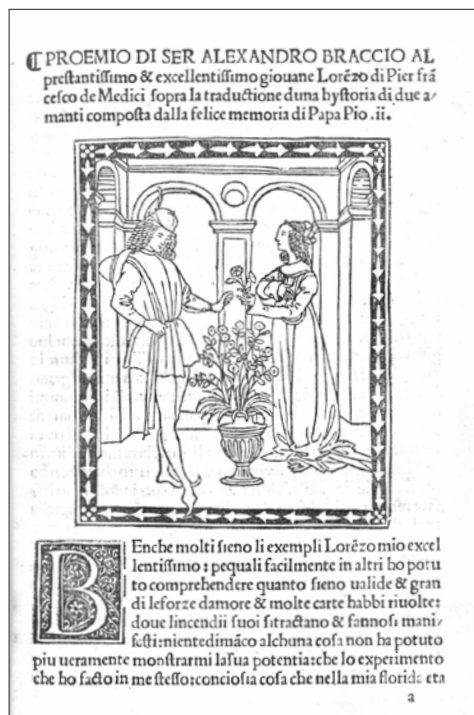 ¶ PROEMIO DI SER ALEXANDRO BRACCIO AL
preſtantiſſimo & excellentiſſimo giouane Lorẽzo di Pier frã
ceſco de Medici ſopra la traductione duna hyſtoria di due a/
manti compoſta dalla felice memoria di Papa Pio .ii.
BEnche molti ſieno li exempli Lorẽzo mio excel
lentiſſimo: pequali facilmente in altri ho potu
to comprehendere quanto ſieno ualide & gran
di leforze damore & molte carte habbi riuolte:
doue lincendii ſuoi ſitractano & fannoſi mani/
feſti: nientedimãco alchuna coſa non ha potuto
piu ueramente monſtrarmi laſua potentia: che lo experimento
che ho facto in me ſteſſo: concioſia coſa che nella mia florida eta
a